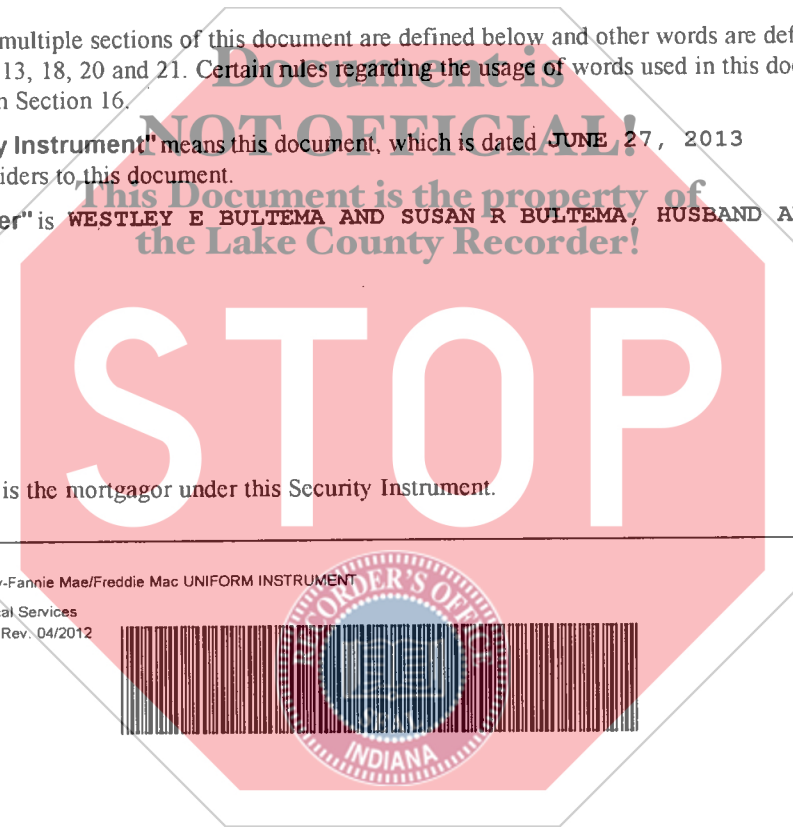 multiple sections of this document are defined below and other words are def
13, 18, 20 and 21. Certain rules regarding the usage of words used in this doc
Section 16.
Document is
NOT OFFICIAL!
y Instrument" means this document, which is dated JUNE 27, 2013
iders to this document.
This Document is the property of
the Lake County Recorder!
er" is WESTLEY E BULTEMA AND SUSAN R BULTEMA, HUSBAND A
STOP
is the mortgagor under this Security Instrument.
-Fannie Mae/Freddie Mac UNIFORM INSTRUMENT
al Services
Rev. 04/2012
RECORDER'S OFFICE
SEAL
INDIANA